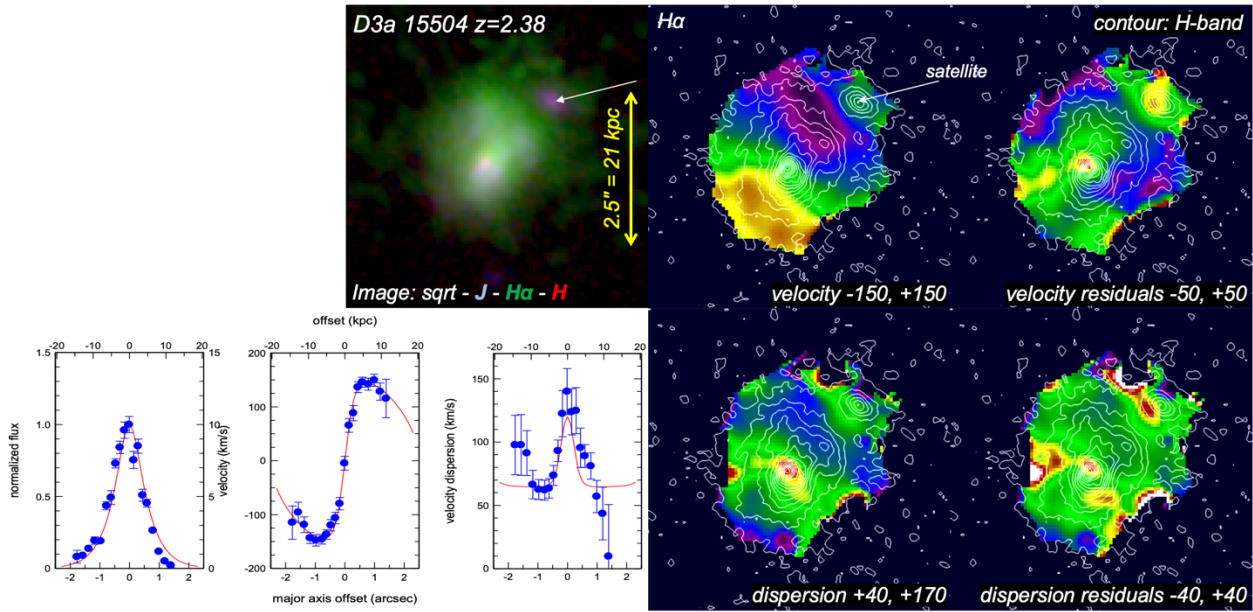 D3a 15504 z=2.38
2.5" = 21 kpc
Image: sqrt - J - Hα - H
Hα
contour: H-band
satellite
velocity -150, +150
velocity residuals -50, +50
offset (kpc)
-20 -10 0 10 20
-20 -10 0 10 20
-20 -10 0 10 20
1.5
1.0
0.5
0
normalized flux
15
10
5
0
velocity (km/s)
200
100
0
-100
-200
150
100
50
0
velocity dispersion (km/s)
-2 -1 0 1 2
-2 -1 0 1 2
-2 -1 0 1 2
major axis offset (arcsec)
dispersion +40, +170
dispersion residuals -40, +40